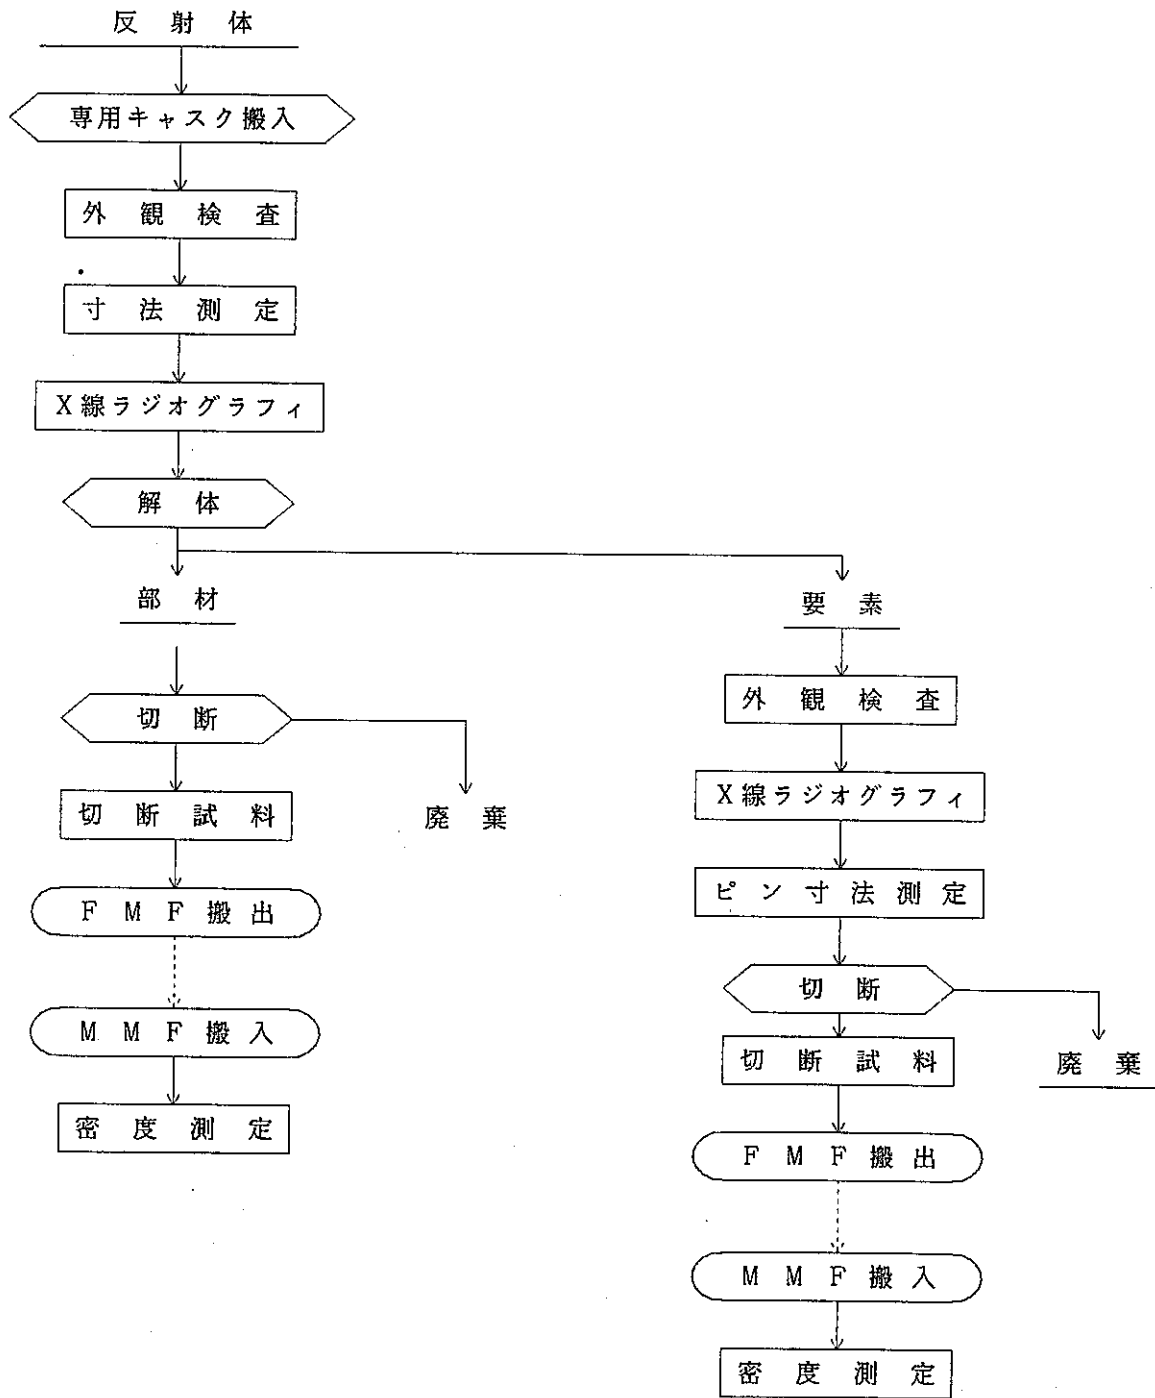 反射体
専用キャスク搬入
外観検査
寸法測定
X線ラジオグラフィ
解体
部材
切断
切断試料
廃棄
FMF搬出
MMF搬入
密度測定
要素
外観検査
X線ラジオグラフィ
ピン寸法測定
切断
切断試料
廃棄
FMF搬出
MMF搬入
密度測定